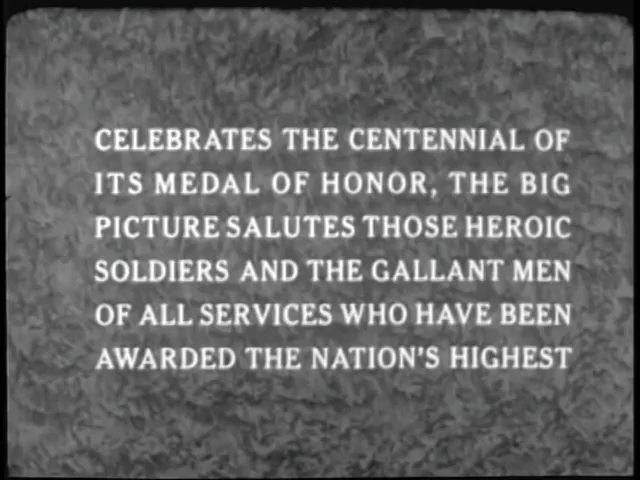 CELEBRATES THE CENTENNIAL OF
ITS MEDAL OF HONOR, THE BIG
PICTURE SALUTES THOSE HEROIC
SOLDIERS AND THE GALLANT MEN
OF ALL SERVICES WHO HAVE BEEN
AWARDED THE NATION'S HIGHEST